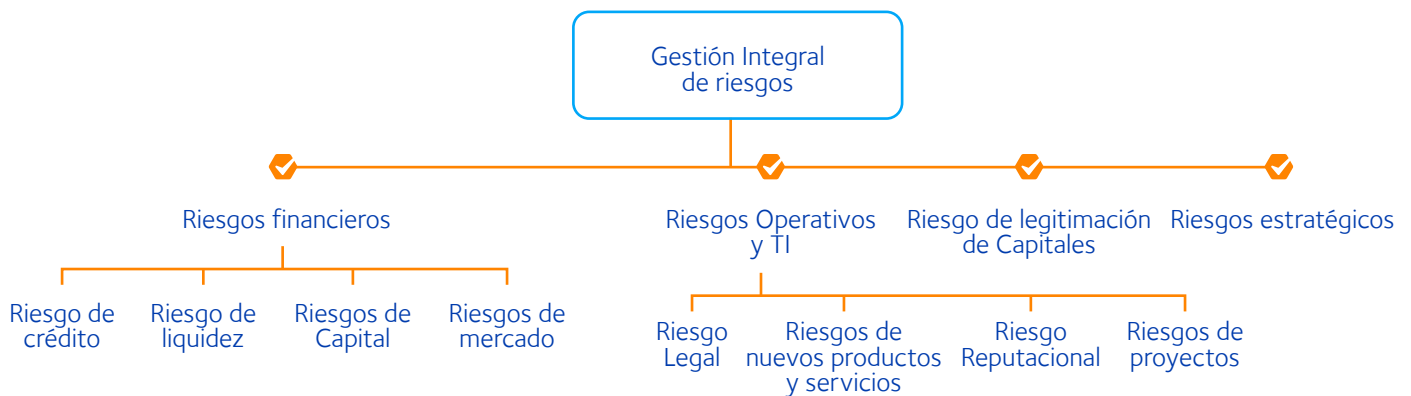 Gestión Integral
de riesgos
Riesgos financieros
Riesgos Operativos
y TI
Riesgo de legitimación
de Capitales
Riesgos estratégicos
Riesgo de
crédito
Riesgo de
liquidez
Riesgos de
Capital
Riesgos de
mercado
Riesgo
Legal
Riesgos de
nuevos productos
y servicios
Riesgo
Reputacional
Riesgos de
proyectos